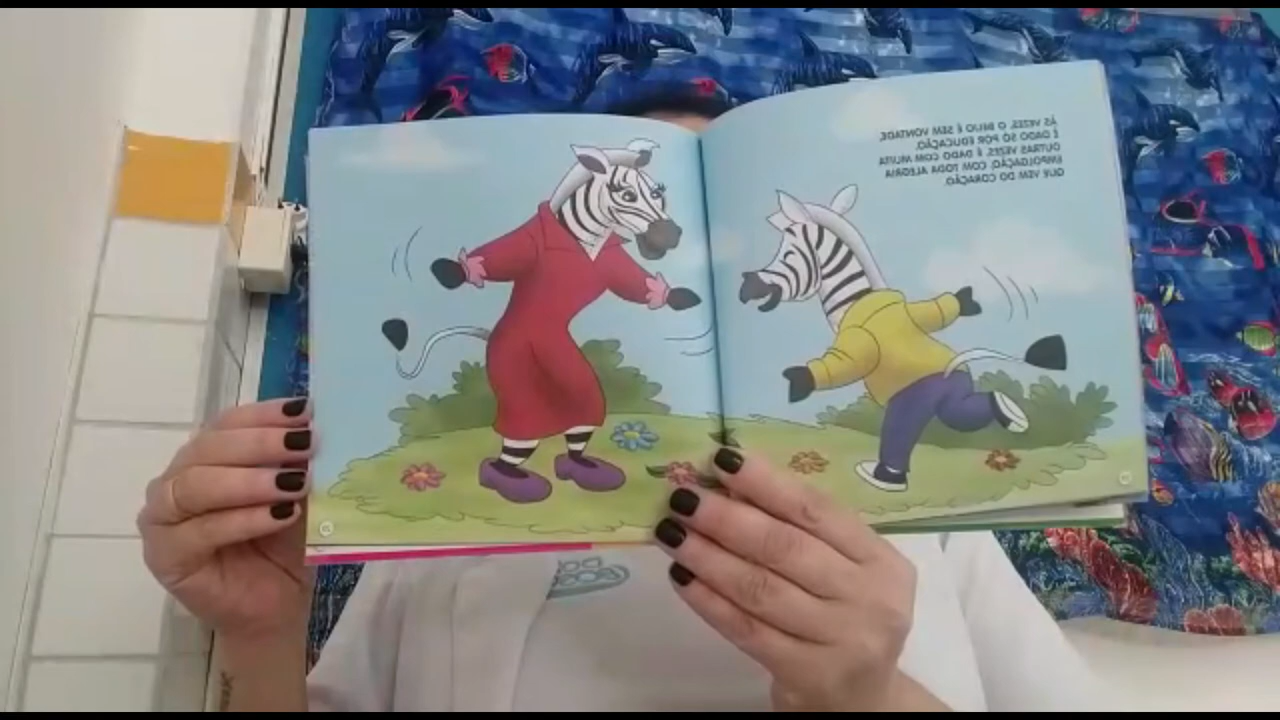 ÀS VEZES, O BEIJO É SEM VONTADE,
É DADO SÓ POR EDUCAÇÃO,
OUTRAS VEZES, É DADO COM MUITA
EMPOLGAÇÃO, COM TODA ALEGRIA
QUE VEM DO CORAÇÃO.